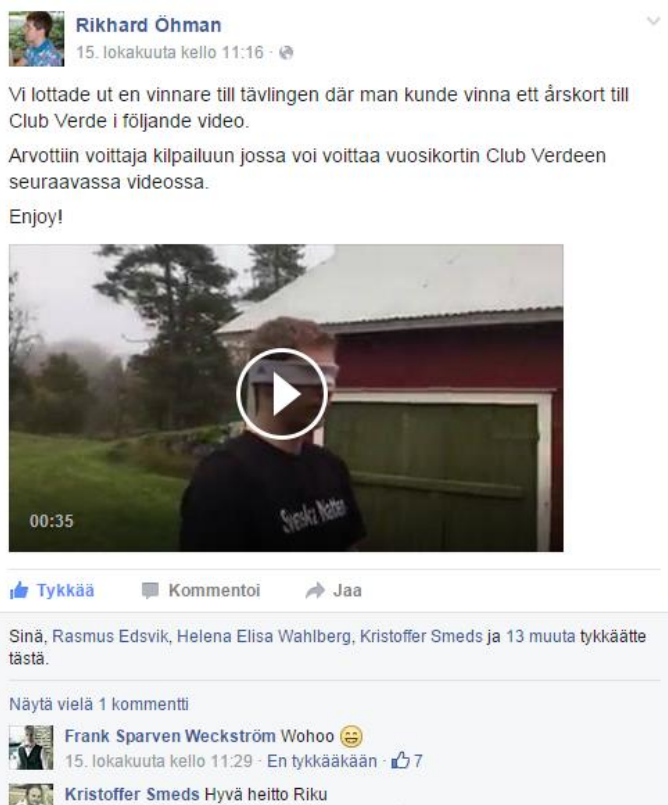 Rikhard Öhman
15. lokakuuta kello 11:16 ·
Vi lottade ut en vinnare till tävlingen där man kunde vinna ett årskort till
Club Verde i följande video.
Arvottiin voittaja kilpailuun jossa voi voittaa vuosikortin Club Verdeen
seuraavassa videossa.
Enjoy!
Svenska Natten
00:35
Tykkää Kommentoi Jaa
Sinä, Rasmus Edsvik, Helena Elisa Wahlberg, Kristoffer Smeds ja 13 muuta tykkäätte
tästä.
Näytä vielä 1 kommentti
Frank Sparven Weckström Wohoo 😄
15. lokakuuta kello 11:29 · En tykkääkään · 7
Kristoffer Smeds Hyvä heitto Riku